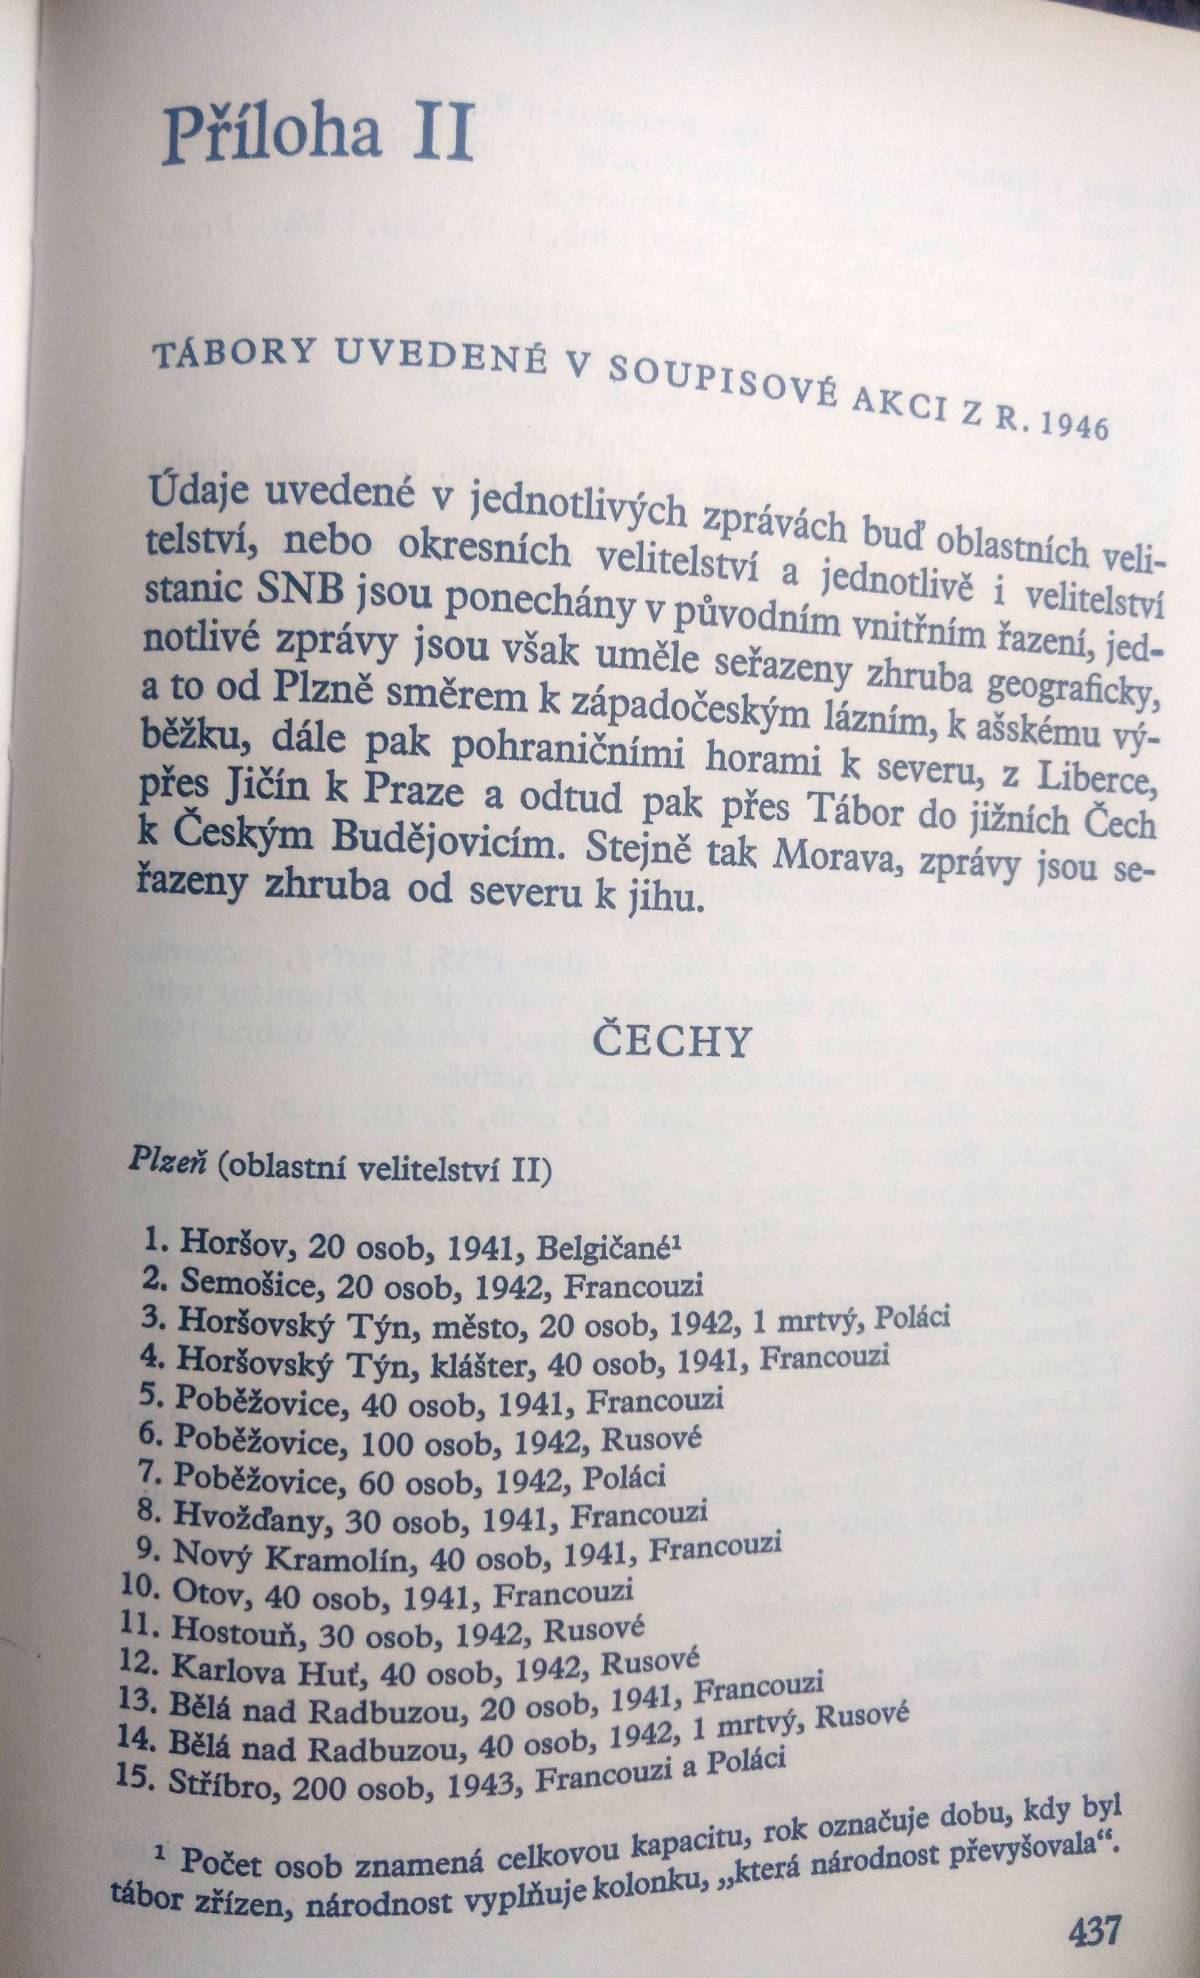 Příloha II
TÁBORY UVEDENÉ V SOUPISOVÉ AKCI Z R. 1946
Údaje uvedené v jednotlivých zprávách buď oblastních veli-
telství, nebo okresních velitelství a jednotlivě i velitelství
stanic SNB jsou ponechány v původním vnitřním řazení, jed-
notlivé zprávy jsou však uměle seřazeny zhruba geograficky,
a to od Plzně směrem k západočeským lázním, k ašskému vý-
běžku, dále pak pohraničními horami k severu, z Liberce,
přes Jičín k Praze a odtud pak přes Tábor do jižních Čech
k Českým Budějovicím. Stejně tak Morava, zprávy jsou se-
řazeny zhruba od severu k jihu.
ČECHY
Plzeň (oblastní velitelství II)
1. Horšov, 20 osob, 1941, Belgičané¹
2. Semošice, 20 osob, 1942, Francouzi
3. Horšovský Týn, město, 20 osob, 1942, 1 mrtvý, Poláci
4. Horšovský Týn, klášter, 40 osob, 1941, Francouzi
5. Poběžovice, 40 osob, 1941, Francouzi
6. Poběžovice, 100 osob, 1942, Rusové
7. Poběžovice, 60 osob, 1942, Poláci
8. Hvožďany, 30 osob, 1941, Francouzi
9. Nový Kramolín, 40 osob, 1941, Francouzi
10. Otov, 40 osob, 1941, Francouzi
11. Hostouň, 30 osob, 1942, Rusové
12. Karlova Huť, 40 osob, 1942, Rusové
13. Bělá nad Radbuzou, 20 osob, 1941, Francouzi
14. Bělá nad Radbuzou, 40 osob, 1942, 1 mrtvý, Rusové
15. Stříbro, 200 osob, 1943, Francouzi a Poláci
¹ Počet osob znamená celkovou kapacitu, rok označuje dobu, kdy byl
tábor zřízen, národnost vyplňuje kolonku, „která národnost převyšovala“.
437